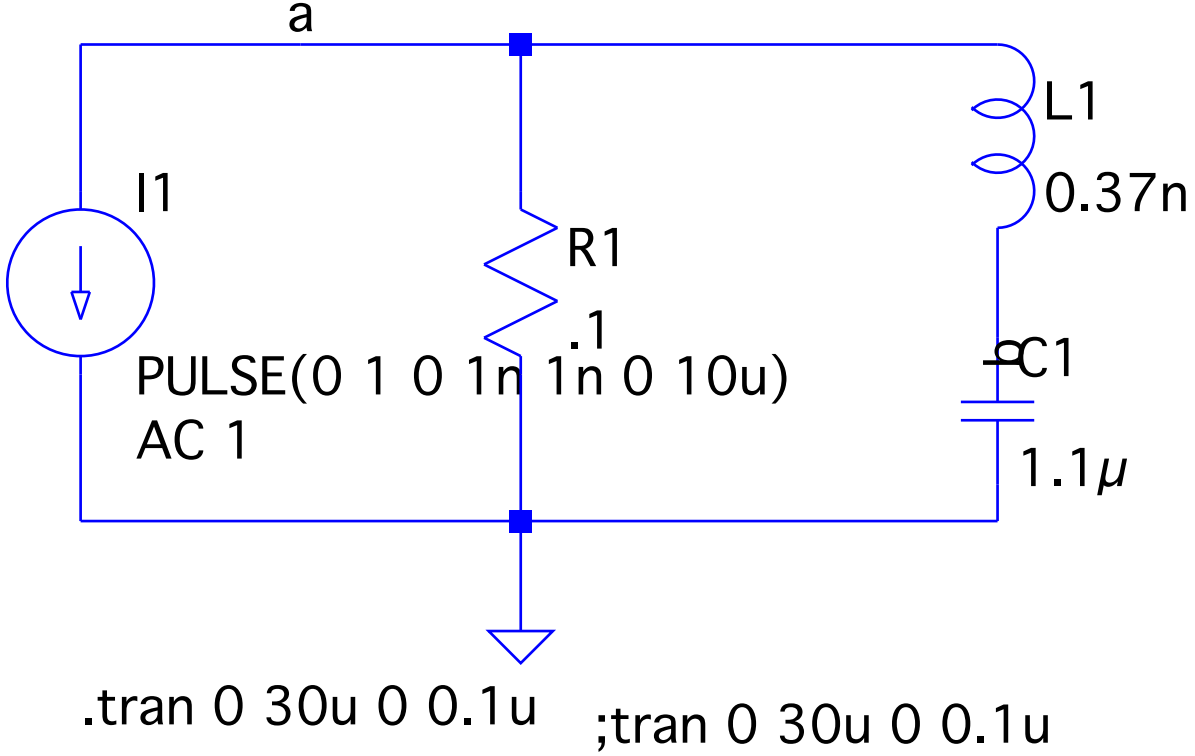 a
L1
0.37n
I1
R1
.1
PULSE(0 1 0 1n 1n 0 10u)
AC 1
b
C1
1.1µ
.tran 0 30u 0 0.1u
;tran 0 30u 0 0.1u